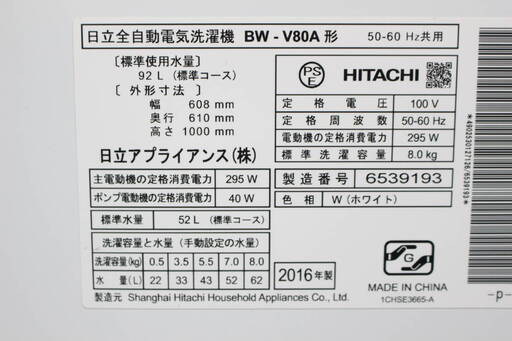 日立全自動電気洗濯機 BW - V80A 形 50-60 Hz共用
〔標準使用水量〕
92 L（標準コース）
〔外形寸法〕
幅 608 mm
奥行 610 mm
高さ 1000 mm
日立アプライアンス(株)
PSE HITACHI
定格電圧 100 V
定格周波数 50-60 Hz
電動機の定格消費電力 295 W
標準洗濯容量 8.0kg
主電動機の定格消費電力 295 W
ポンプ電動機の定格消費電力 40 W
製造番号 6539193
標準水量 52 L（標準コース）
色相 W（ホワイト）
洗濯容量と水量（手動設定の水量）
洗濯容量(kg) 0.5 3.5 5.5 7.0 8.0
水量(L) 22 33 43 52 62
2016年製
G
MADE IN CHINA
1CHSE3665-A
製造元 Shanghai Hitachi Household Appliances Co., Ltd.
*4902530127126/6539193*
-p-